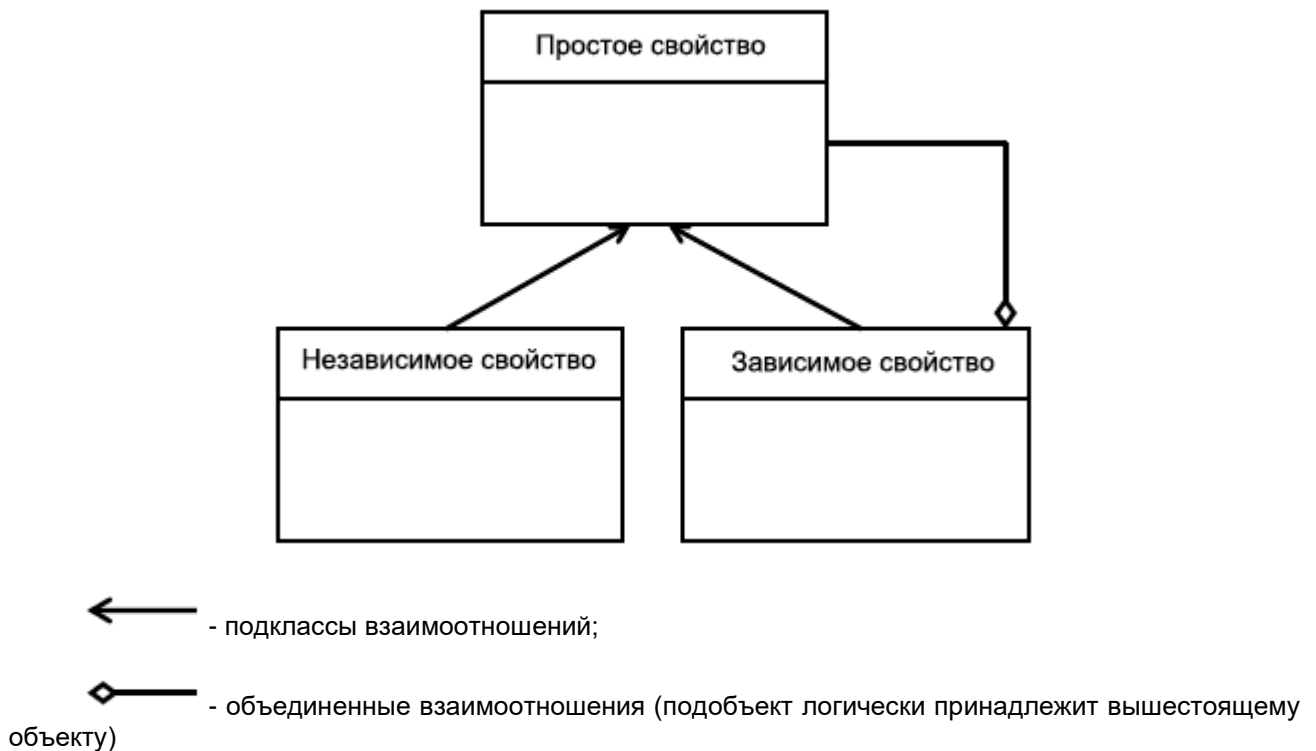 Простое свойство
Независимое свойство
Зависимое свойство
- подклассы взаимоотношений;
- объединенные взаимоотношения (подобъект логически принадлежит вышестоящему
объекту)